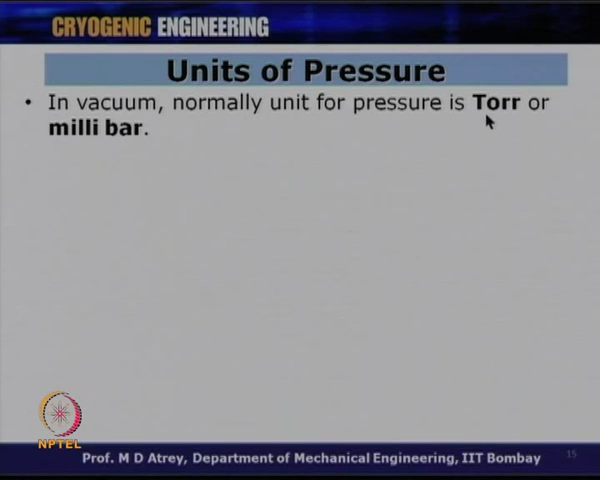 CRYOGENIC ENGINEERING
Units of Pressure
• In vacuum, normally unit for pressure is Torr or
milli bar.
NPTEL
Prof. M D Atrey, Department of Mechanical Engineering, IIT Bombay
15